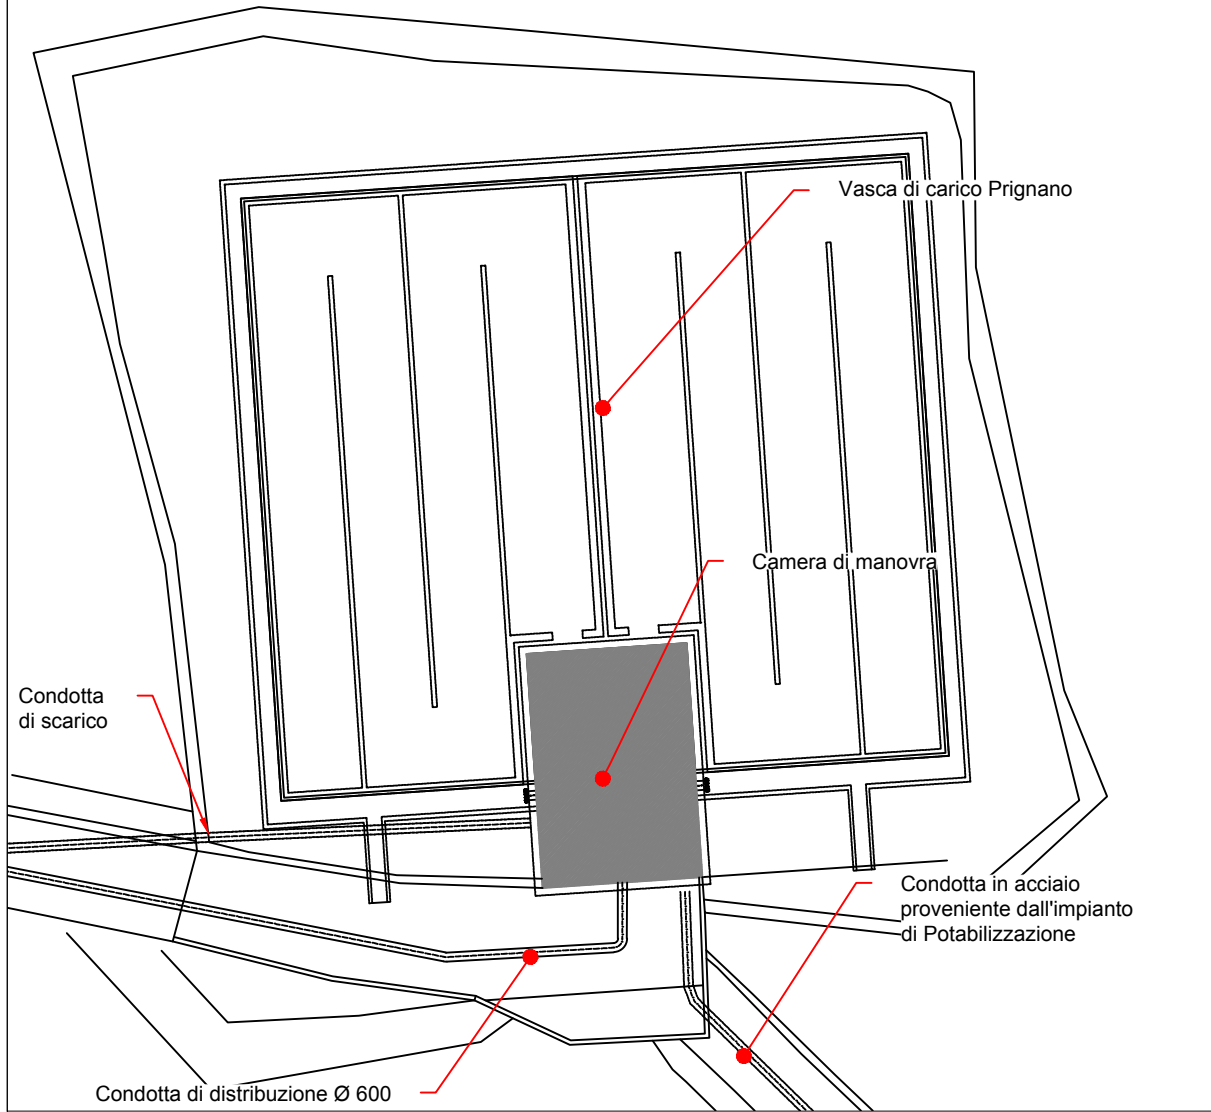 Vasca di carico Prignano
Camera di manovra
Condotta
di scarico
Condotta in acciaio
proveniente dall'impianto
di Potabilizzazione
Condotta di distribuzione Ø 600